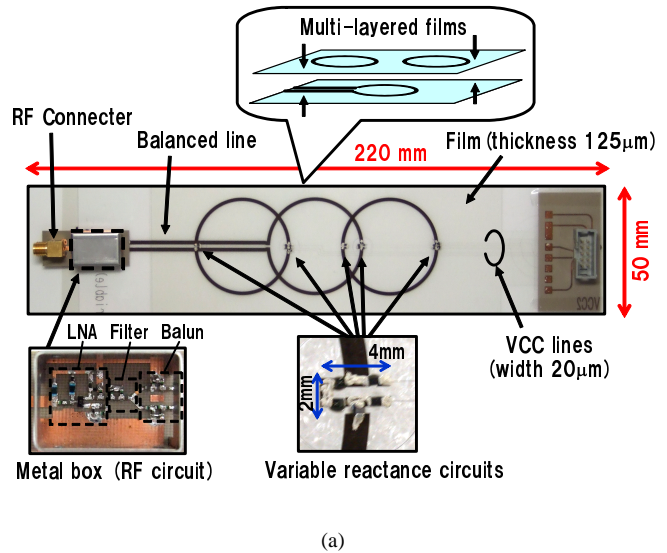 Multi-layered films
RF Connecter
Balanced line
Film (thickness 125μm)
220 mm
50 mm
VCC2
LNA Filter Balun
4mm
2mm
VCC lines
(width 20μm)
Metal box (RF circuit)
Variable reactance circuits
(a)